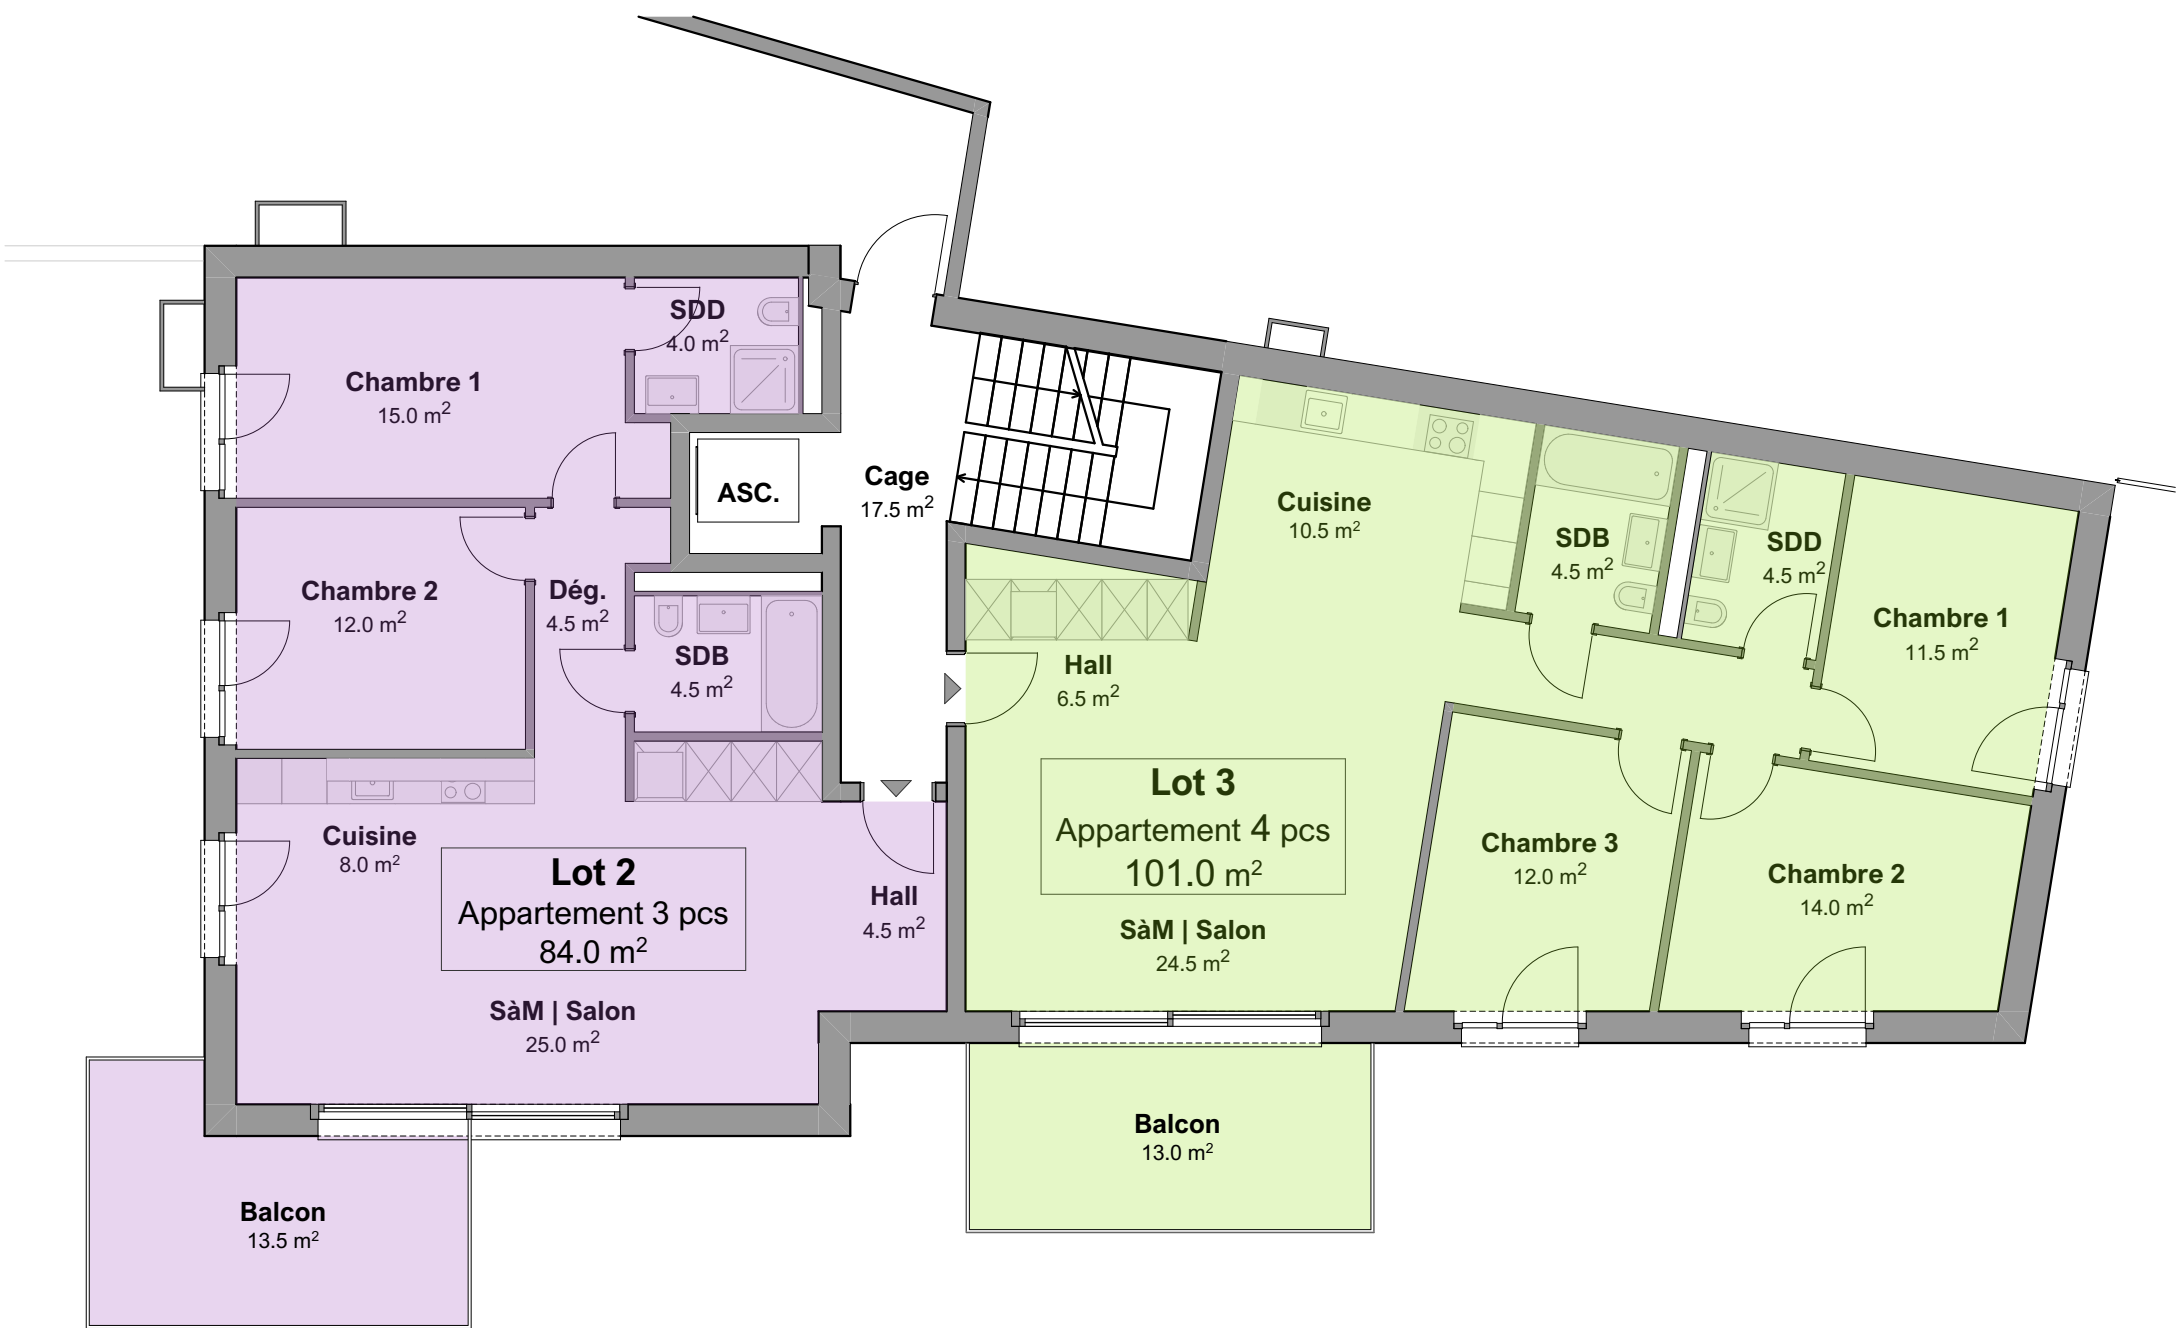 SDD
4.0 m²
Chambre 1
15.0 m²
ASC.
Cage
17.5 m²
Chambre 2
12.0 m²
Dég.
4.5 m²
SDB
4.5 m²
Cuisine
8.0 m²
Lot 2
Appartement 3 pcs
84.0 m²
Hall
4.5 m²
SàM | Salon
25.0 m²
Balcon
13.5 m²
Cuisine
10.5 m²
SDB
4.5 m²
SDD
4.5 m²
Chambre 1
11.5 m²
Hall
6.5 m²
Lot 3
Appartement 4 pcs
101.0 m²
Chambre 3
12.0 m²
Chambre 2
14.0 m²
SàM | Salon
24.5 m²
Balcon
13.0 m²